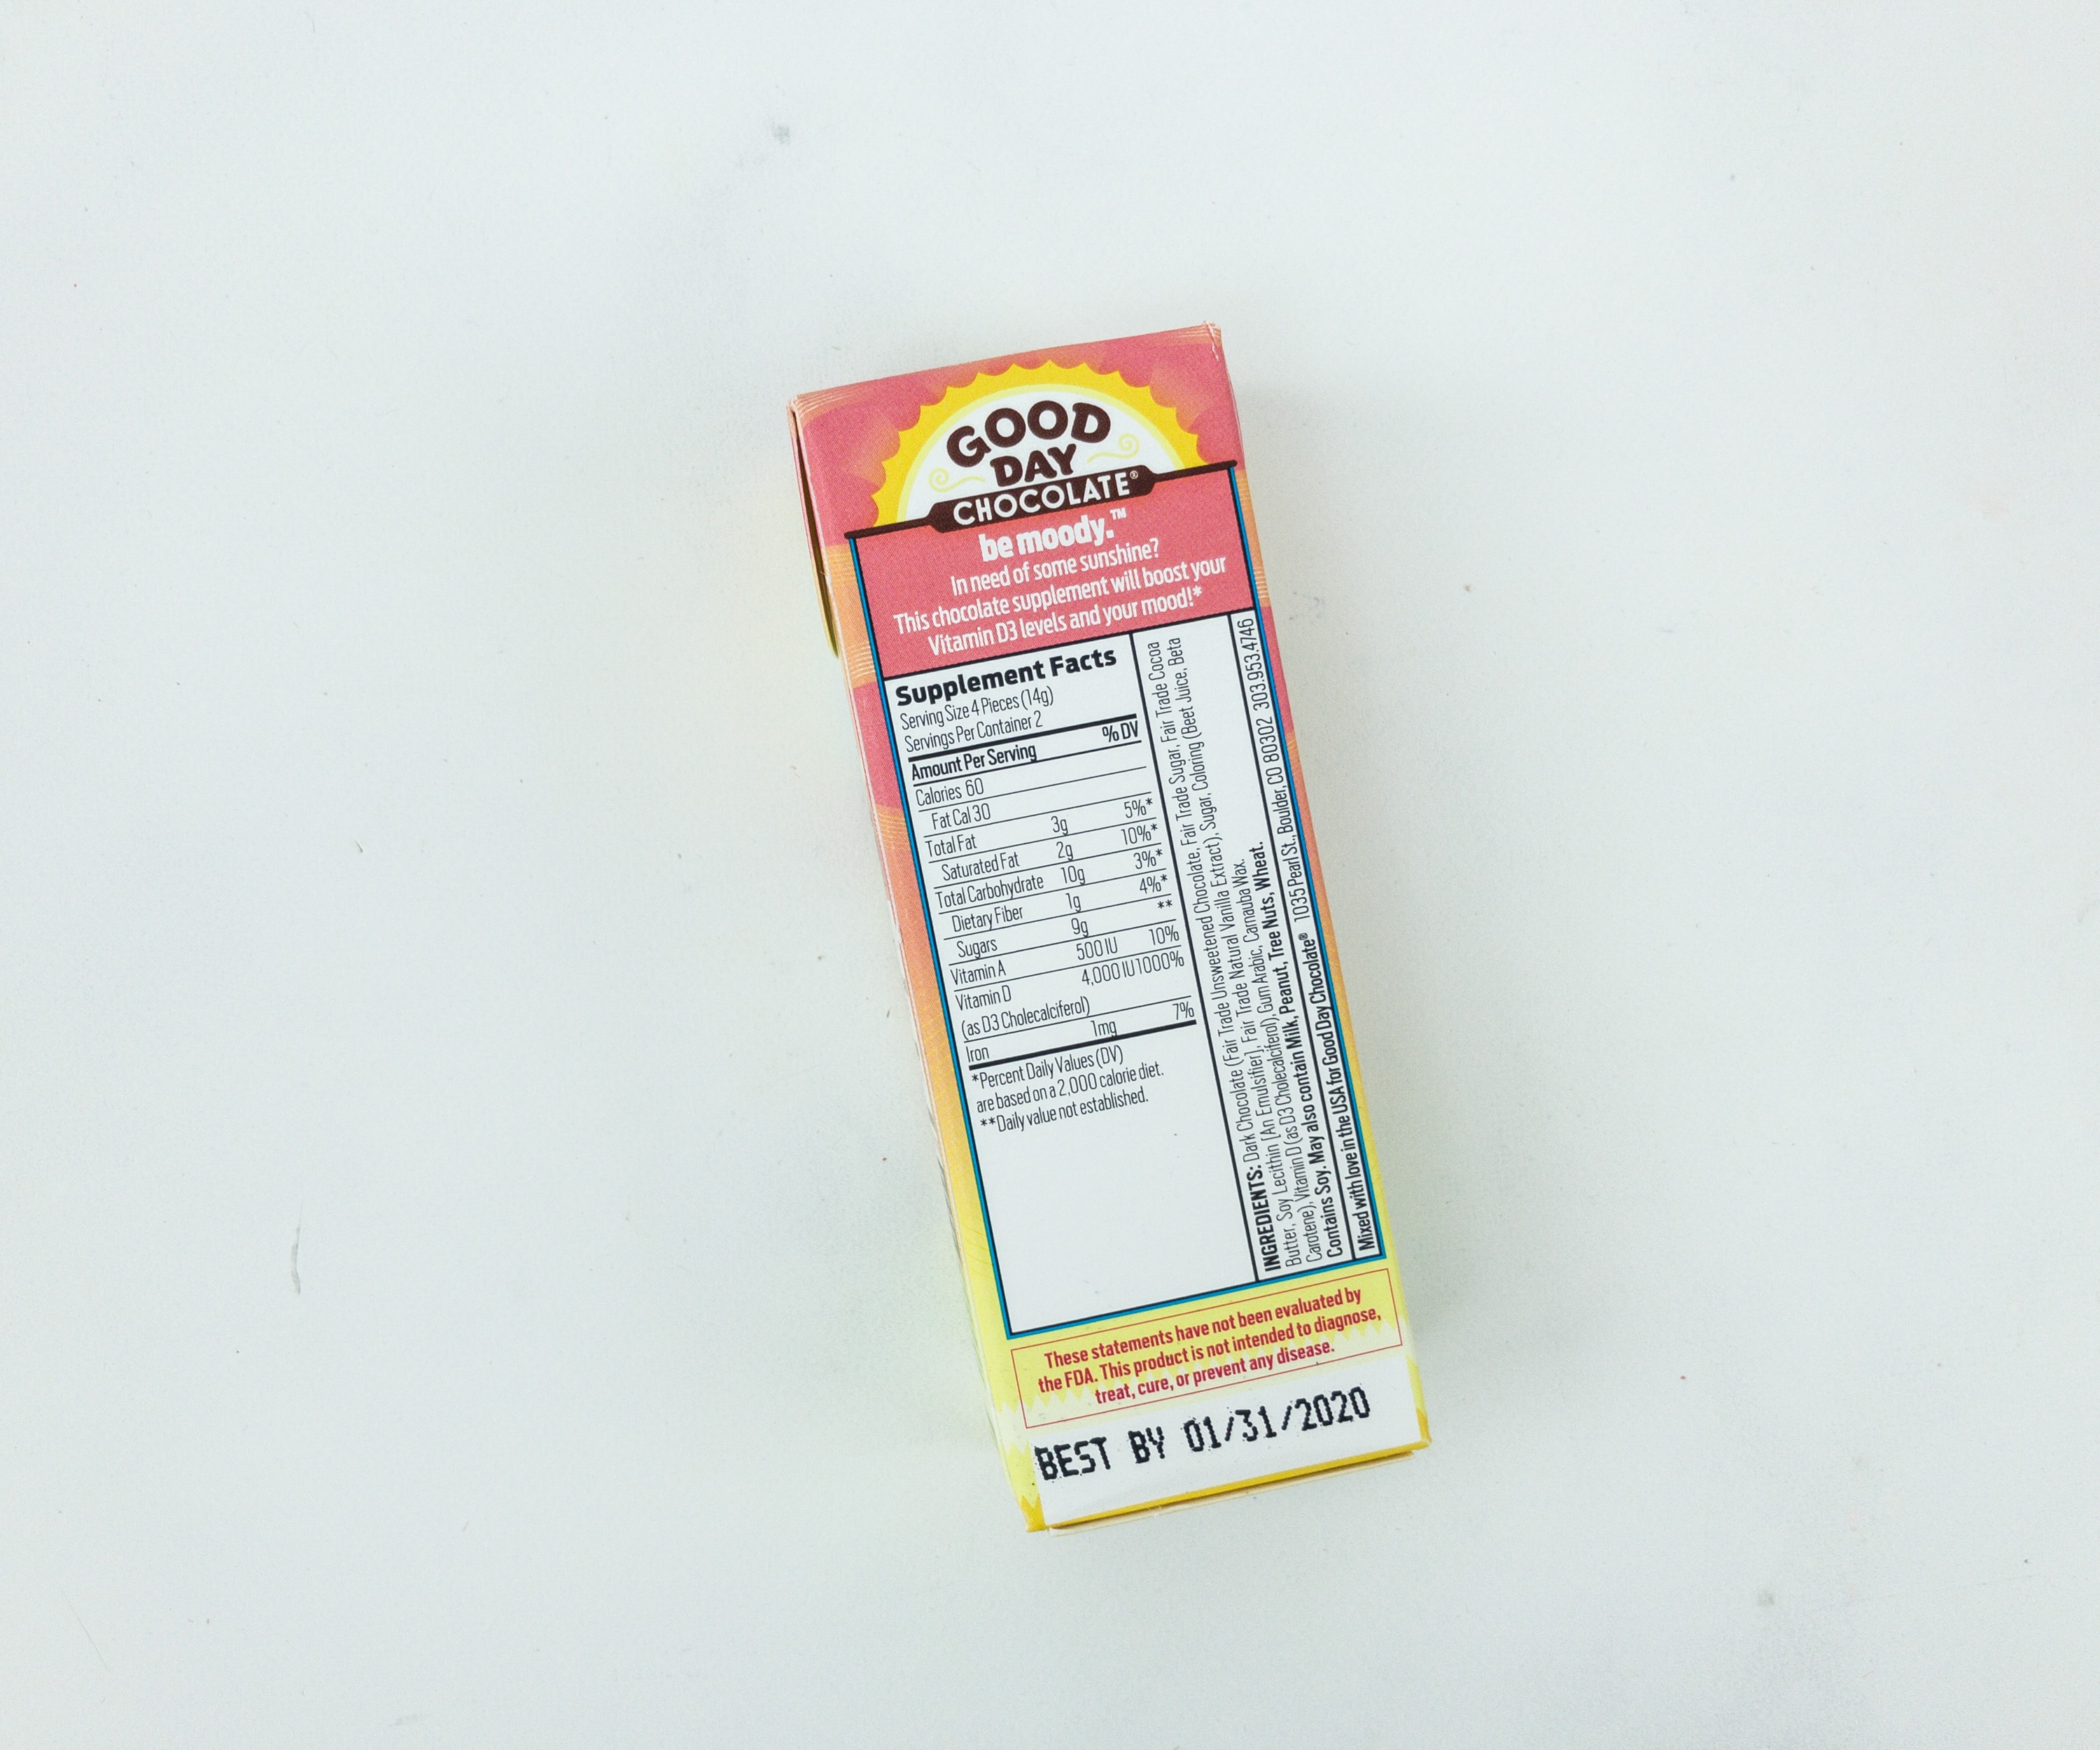 GOOD
DAY
CHOCOLATE®
be moody.™
In need of some sunshine?
This chocolate supplement will boost your
Vitamin D3 levels and your mood!*
Supplement Facts
Serving Size 4 Pieces (14g)
Servings Per Container 2
Amount Per Serving % DV
Calories 60
Fat Cal 30
Total Fat 3g 5%*
Saturated Fat 2g 10%*
Total Carbohydrate 10g 3%*
Dietary Fiber 1g 4%*
Sugars 9g **
Vitamin A 500 IU 10%
Vitamin D 4,000 IU 1000%
(as D3 Cholecalciferol)
Iron 1mg 7%
*Percent Daily Values (DV)
are based on a 2,000 calorie diet.
**Daily value not established.
INGREDIENTS: Dark Chocolate (Fair Trade Unsweetened Chocolate, Fair Trade Sugar, Fair Trade Cocoa
Butter, Soy Lecithin [An Emulsifier], Fair Trade Natural Vanilla Extract), Sugar, Coloring (Beet Juice, Beta
Carotene), Vitamin D (as D3 Cholecalciferol), Gum Arabic, Carnauba Wax.
Contains Soy. May also contain Milk, Peanut, Tree Nuts, Wheat.
Mixed with love in the USA for Good Day Chocolate® 1035 Pearl St., Boulder, CO 80302 303.953.4746
These statements have not been evaluated by
the FDA. This product is not intended to diagnose,
treat, cure, or prevent any disease.
BEST BY 01/31/2020